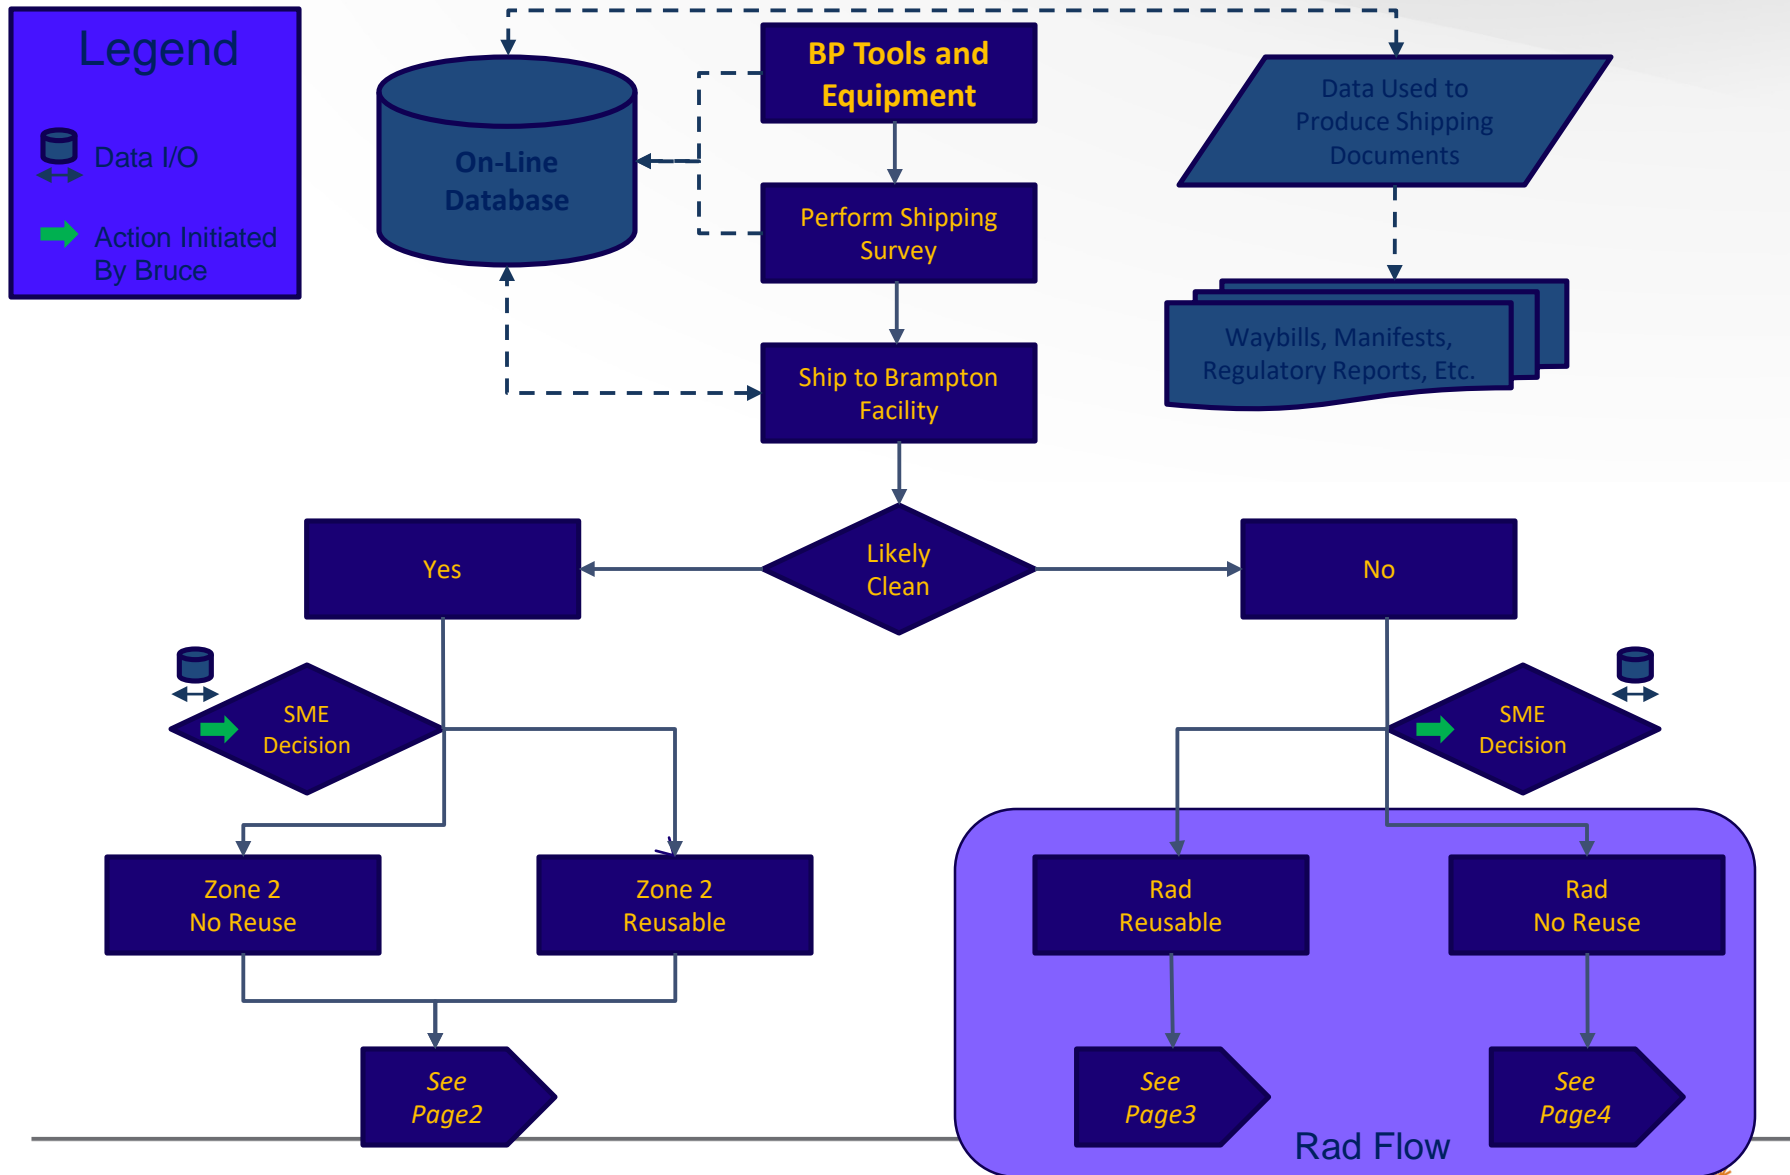 Legend
Data I/O
Action Initiated
By Bruce
BP Tools and
Equipment
On-Line
Database
Data Used to
Produce Shipping
Documents
Perform Shipping
Survey
Waybills, Manifests,
Regulatory Reports, Etc.
Ship to Brampton
Facility
Likely
Clean
Yes
No
SME
Decision
SME
Decision
Zone 2
No Reuse
Zone 2
Reusable
Rad
Reusable
Rad
No Reuse
See
Page2
See
Page3
See
Page4
Rad Flow